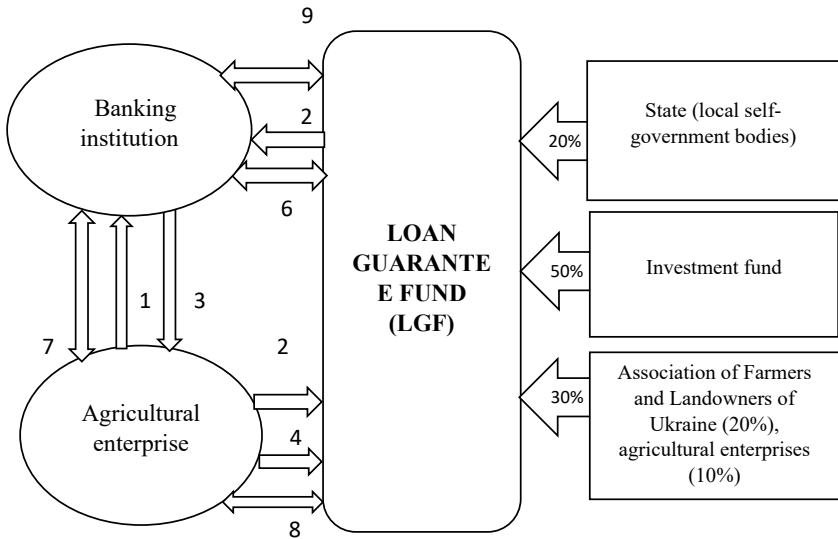 9
Banking
institution
2
6
1
3
7
2
Agricultural
enterprise
4
8
LOAN
GUARANTE
E FUND
(LGF)
20%
State (local self-
government bodies)
50%
Investment fund
30%
Association of Farmers
and Landowners of
Ukraine (20%),
agricultural enterprises
(10%)